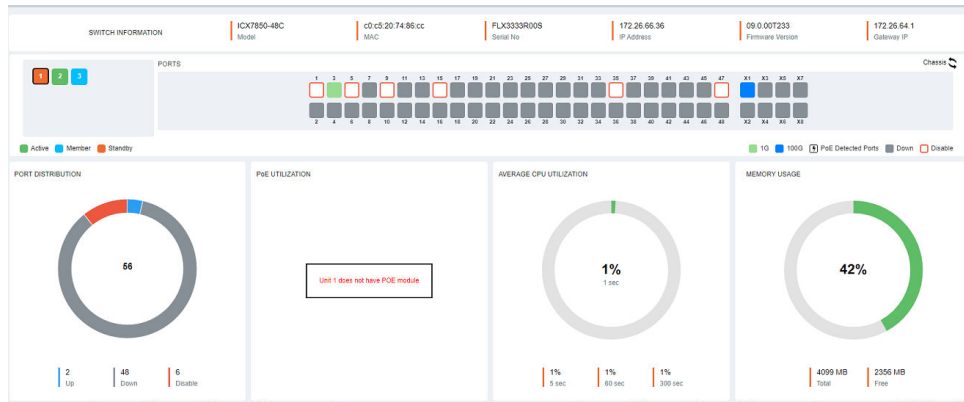 SWITCH INFORMATION
ICX7850-48C
Model
c0:c5:20:74:86:cc
MAC
FLX3333R00S
Serial No
172.26.66.36
IP Address
09.0.00T233
Firmware Version
172.26.64.1
Gateway IP
1 2 3
PORTS
Chassis
1 3 5 7 9 11 13 15 17 19 21 23 25 27 29 31 33 35 37 39 41 43 45 47 X1 X3 X5 X7
2 4 6 8 10 12 14 16 18 20 22 24 26 28 30 32 34 36 38 40 42 44 46 48 X2 X4 X6 X8
Active Member Standby
1G 100G PoE Detected Ports Down Disable
PORT DISTRIBUTION
56
2
Up
48
Down
6
Disable
PoE UTILIZATION
Unit 1 does not have POE module
AVERAGE CPU UTILIZATION
1%
1 sec
1%
5 sec
1%
60 sec
1%
300 sec
MEMORY USAGE
42%
4099 MB
Total
2356 MB
Free